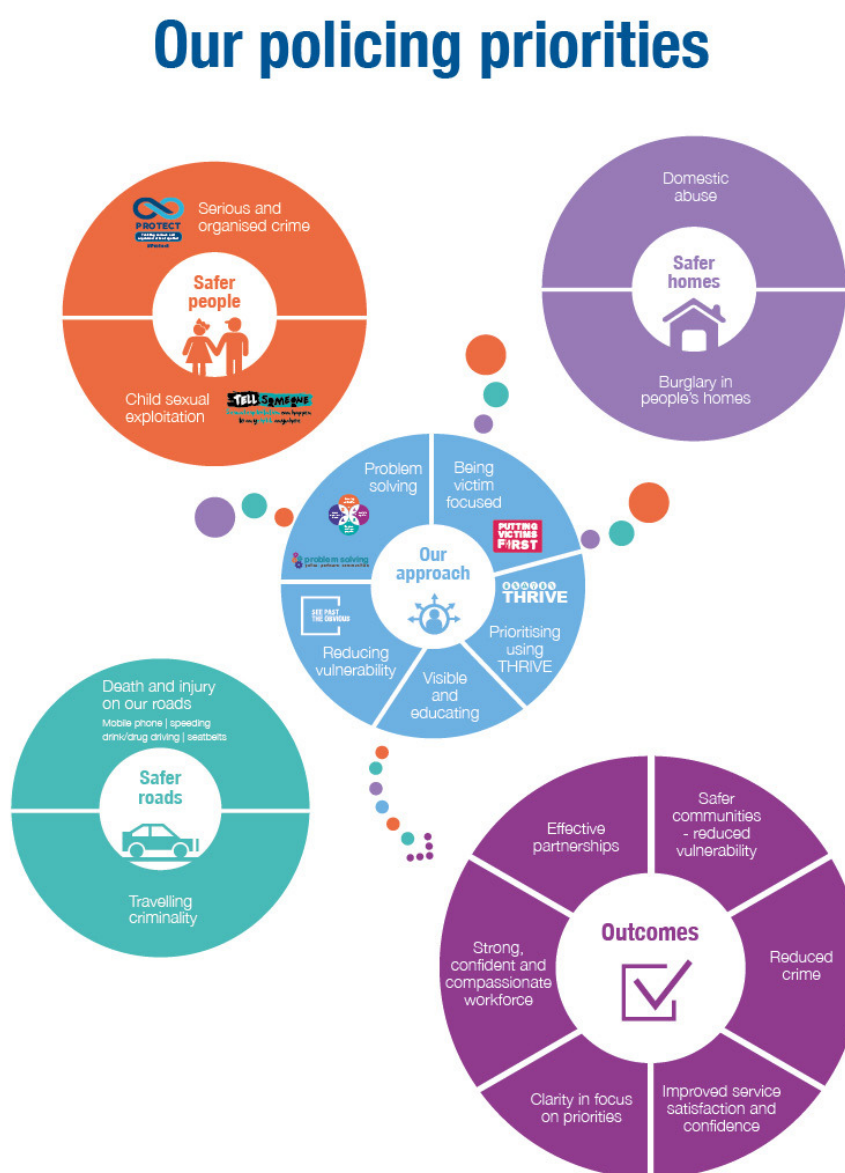 Our policing priorities
PROTECT
Serious and
organised crime
Safer
people
Child sexual
exploitation
TELL SOMEONE
Domestic
abuse
Safer
homes
Burglary in
people's homes
Problem
solving
problem solving
Being
victim
focused
PUTTING
VICTIMS
FIRST
Our
approach
THRIVE
Prioritising
using
THRIVE
SEE PAST
THE OBVIOUS
Reducing
vulnerability
Visible
and
educating
Death and injury
on our roads
Mobile phone | speeding
drink/drug driving | seatbelts
Safer
roads
Travelling
criminality
Effective
partnerships
Safer
communities
- reduced
vulnerability
Outcomes
Strong,
confident and
compassionate
workforce
Reduced
crime
Clarity in focus
on priorities
Improved service
satisfaction and
confidence